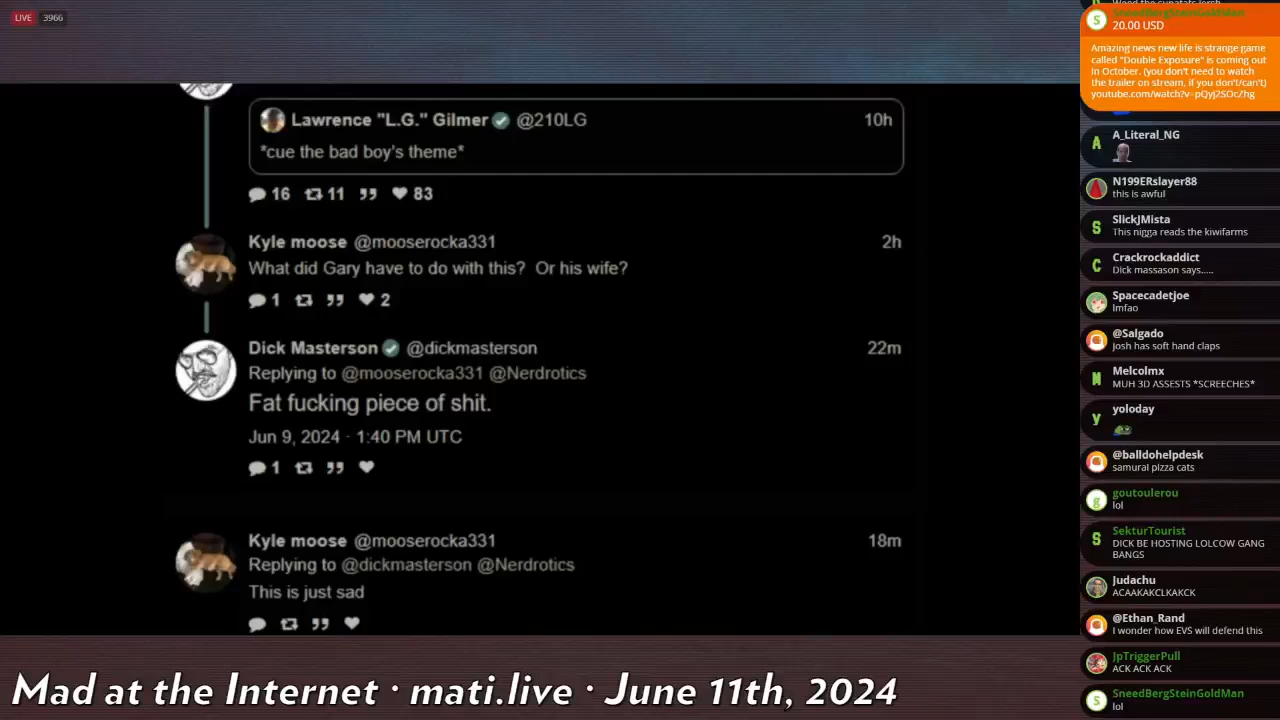 LIVE 3966
Lawrence "L.G." Gilmer @210LG 10h
*cue the bad boy's theme*
16 11 83
Kyle moose @mooserocka331 2h
What did Gary have to do with this? Or his wife?
1 2
Dick Masterson @dickmasterson 22m
Replying to @mooserocka331 @Nerdrotics
Fat fucking piece of shit.
Jun 9, 2024 · 1:40 PM UTC
1
Kyle moose @mooserocka331 18m
Replying to @dickmasterson @Nerdrotics
This is just sad
Mad at the Internet · mati.live · June 11th, 2024
S SneedBergSteinGoldMan
20.00 USD
Amazing news new life is strange game
called "Double Exposure" is coming out
in October. (you don't need to watch
the trailer on stream, if you don't/can't)
A A_Literal_NG
N199ERslayer88
this is awful
S SlickJMista
This nigga reads the kiwifarms
C Crackrockaddict
Dick massason says.....
Spacecadetjoe
lmfao
@Salgado
josh has soft hand claps
M Melcolmx
MUH 3D ASSESTS *SCREECHES*
y yoloday
@balldohelpdesk
samurai pizza cats
g goutoulerou
lol
S SekturTourist
DICK BE HOSTING LOLCOW GANG
BANGS
Judachu
ACAAKAKCLKAKCK
@Ethan_Rand
I wonder how EVS will defend this
JpTriggerPull
ACK ACK ACK
S SneedBergSteinGoldMan
lol